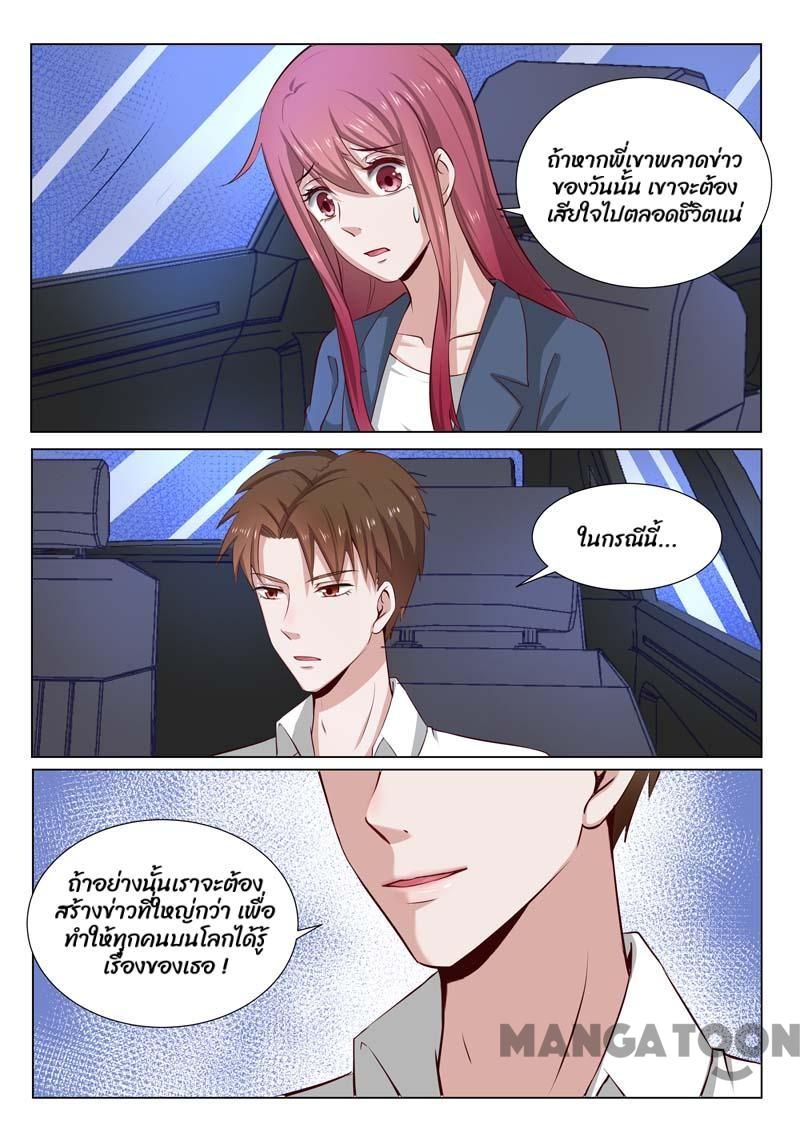 ถ้าหากพี่เขาพลาดข่าว
ของวันนั้น เขาจะต้อง
เสียใจไปตลอดชีวิตแน่
ในกรณีนี้...
ถ้าอย่างนั้นเราจะต้อง
สร้างข่าวที่ใหญ่กว่า เพื่อ
ทำให้ทุกคนบนโลกได้รู้
เรื่องของเธอ !
MANGATOON